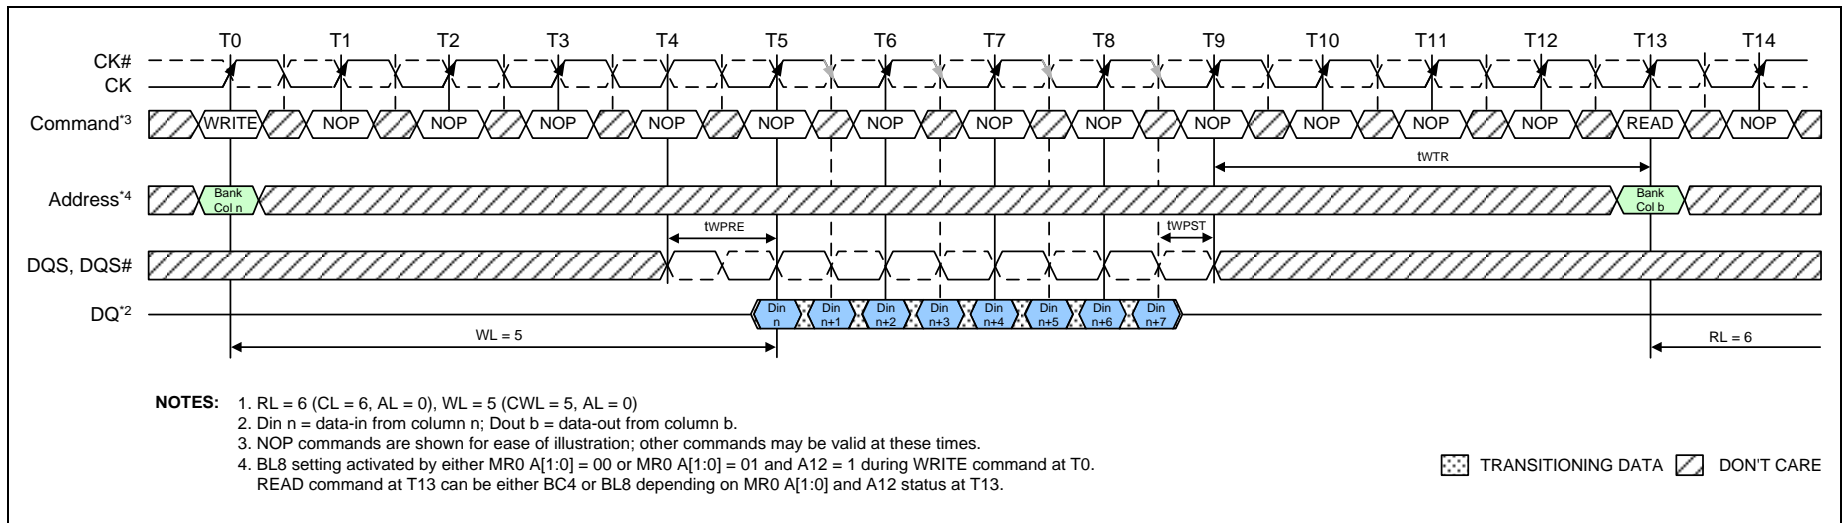 T0 T1 T2 T3 T4 T5 T6 T7 T8 T9 T10 T11 T12 T13 T14
CK#
CK
Command*3 WRITE NOP NOP NOP NOP NOP NOP NOP NOP NOP NOP NOP NOP READ NOP
tWTR
Address*4 Bank Col n Bank Col b
tWPRE tWPST
DQS, DQS#
DQ*2 Din n Din n+1 Din n+2 Din n+3 Din n+4 Din n+5 Din n+6 Din n+7
WL = 5 RL = 6
NOTES: 1. RL = 6 (CL = 6, AL = 0), WL = 5 (CWL = 5, AL = 0)
2. Din n = data-in from column n; Dout b = data-out from column b.
3. NOP commands are shown for ease of illustration; other commands may be valid at these times.
4. BL8 setting activated by either MR0 A[1:0] = 00 or MR0 A[1:0] = 01 and A12 = 1 during WRITE command at T0.
READ command at T13 can be either BC4 or BL8 depending on MR0 A[1:0] and A12 status at T13.
TRANSITIONING DATA DON'T CARE